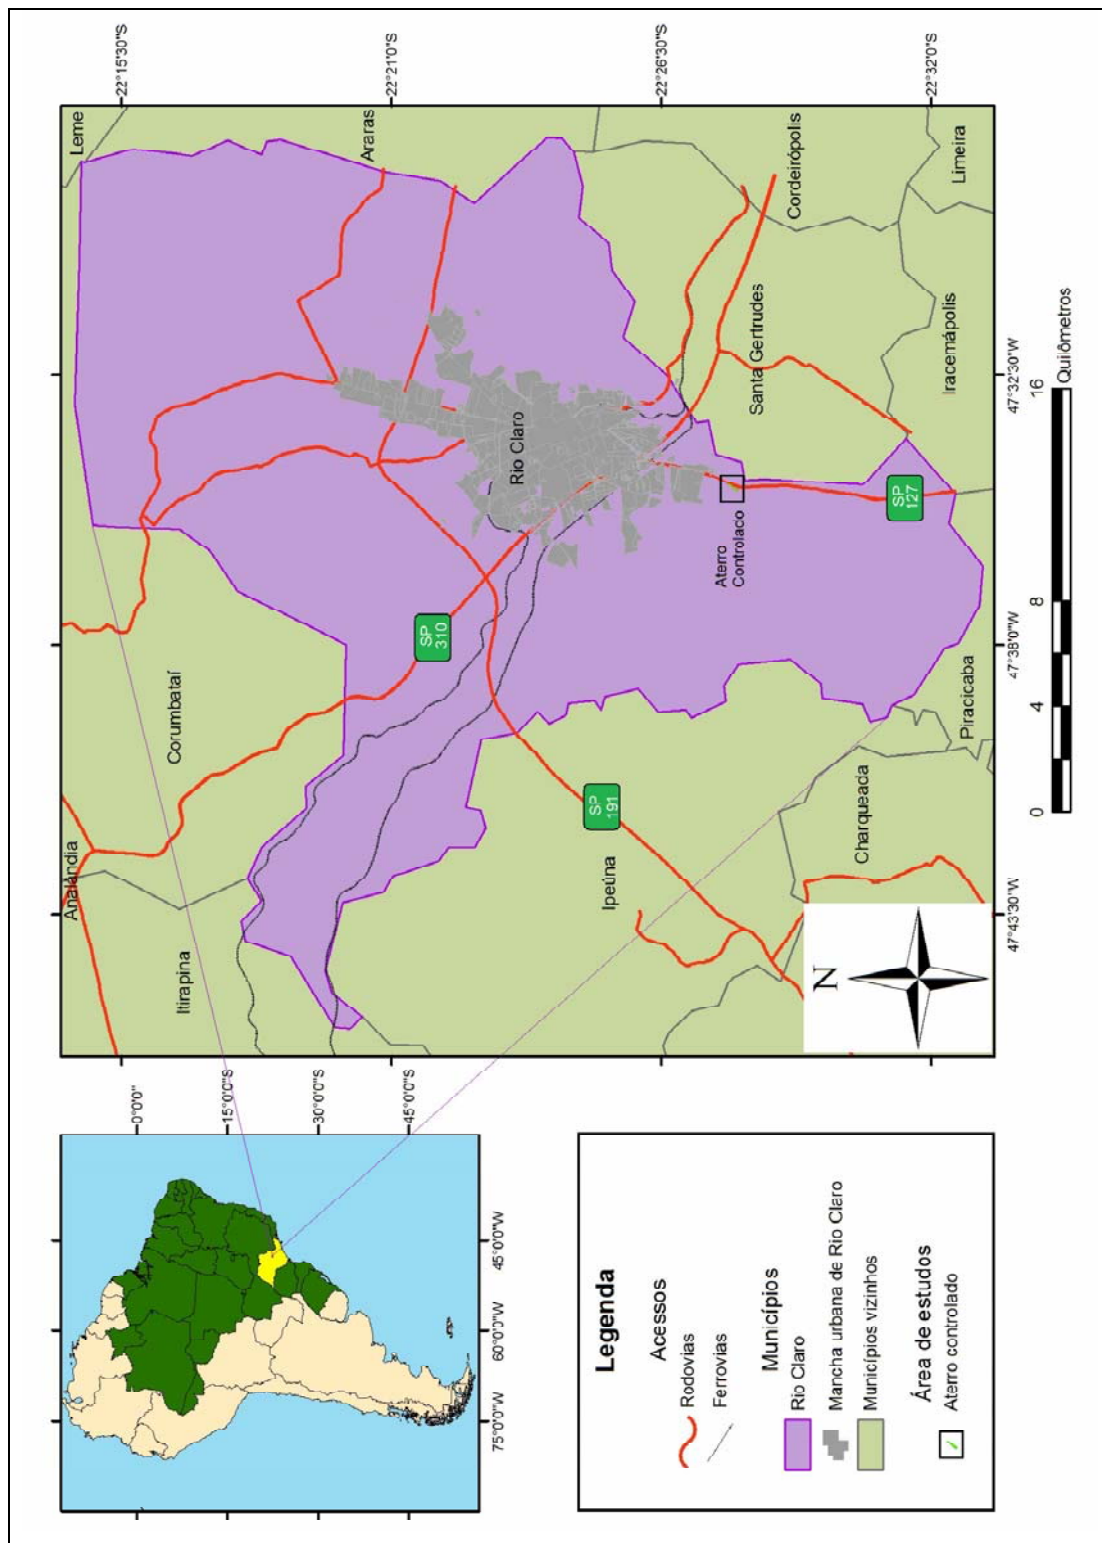 0°0'0"
15°0'0"S
30°0'0"S
45°0'0"S
75°0'0"W
60°0'0"W
45°0'0"W
Legenda
Acessos
Rodovias
Ferrovias
Municípios
Rio Claro
Mancha urbana de Rio Claro
Municípios vizinhos
Área de estudos
Aterro controlado
22°15'30"S
22°21'0"S
22°26'30"S
22°32'0"S
Analândia
Leme
Itirapina
Corumbataí
Araras
SP
310
Rio Claro
SP
191
Ipeúna
Aterro
Controlaco
Santa Gertrudes
Cordeirópolis
Charqueada
SP
127
Piracicaba
Iracemápolis
Limeira
N
47°43'30"W
47°38'0"W
47°32'30"W
0
4
8
16
Quiômetros